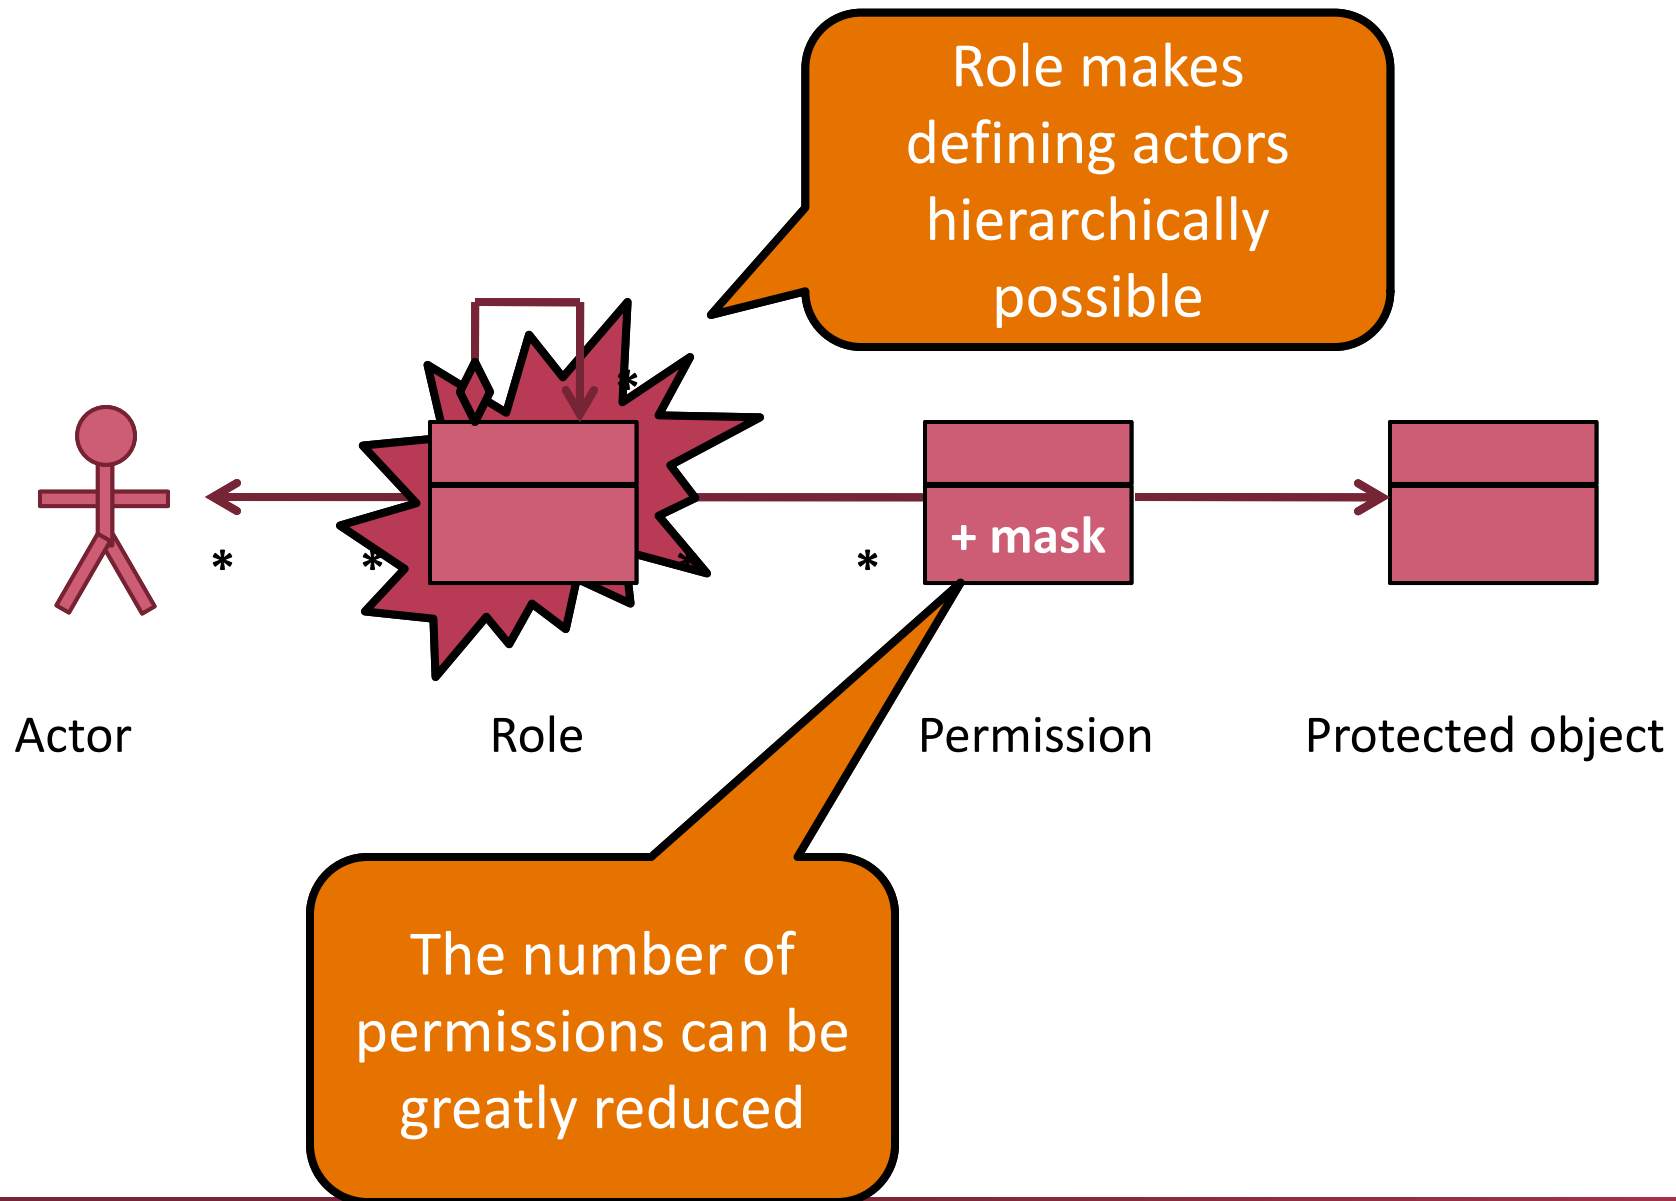 Role makes
defining actors
hierarchically
possible
*
+ mask
* * * *
Actor Role Permission Protected object
The number of
permissions can be
greatly reduced